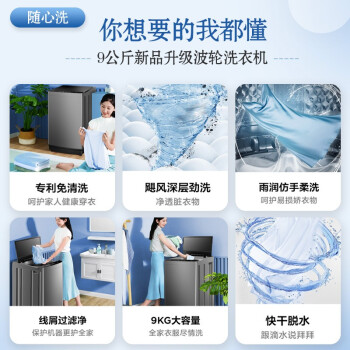 随心洗
你想要的我都懂
9公斤新品升级波轮洗衣机
专利免清洗
呵护家人健康穿衣
飓风深层劲洗
净透脏衣物
雨润仿手柔洗
呵护易损娇衣物
线屑过滤净
保护机器更护全家
9KG大容量
全家衣服尽情洗
快干脱水
跟滴水说拜拜